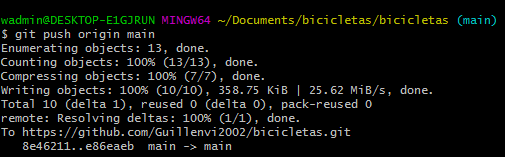 wadmin@DESKTOP-E1GJRUN MINGW64 ~/Documents/bicicletas/bicicletas (main)
$ git push origin main
Enumerating objects: 13, done.
Counting objects: 100% (13/13), done.
Compressing objects: 100% (7/7), done.
Writing objects: 100% (10/10), 358.75 KiB | 25.62 MiB/s, done.
Total 10 (delta 1), reused 0 (delta 0), pack-reused 0
remote: Resolving deltas: 100% (1/1), done.
To https://github.com/Guillenvi2002/bicicletas.git
   8e46211..e86eaeb  main -> main